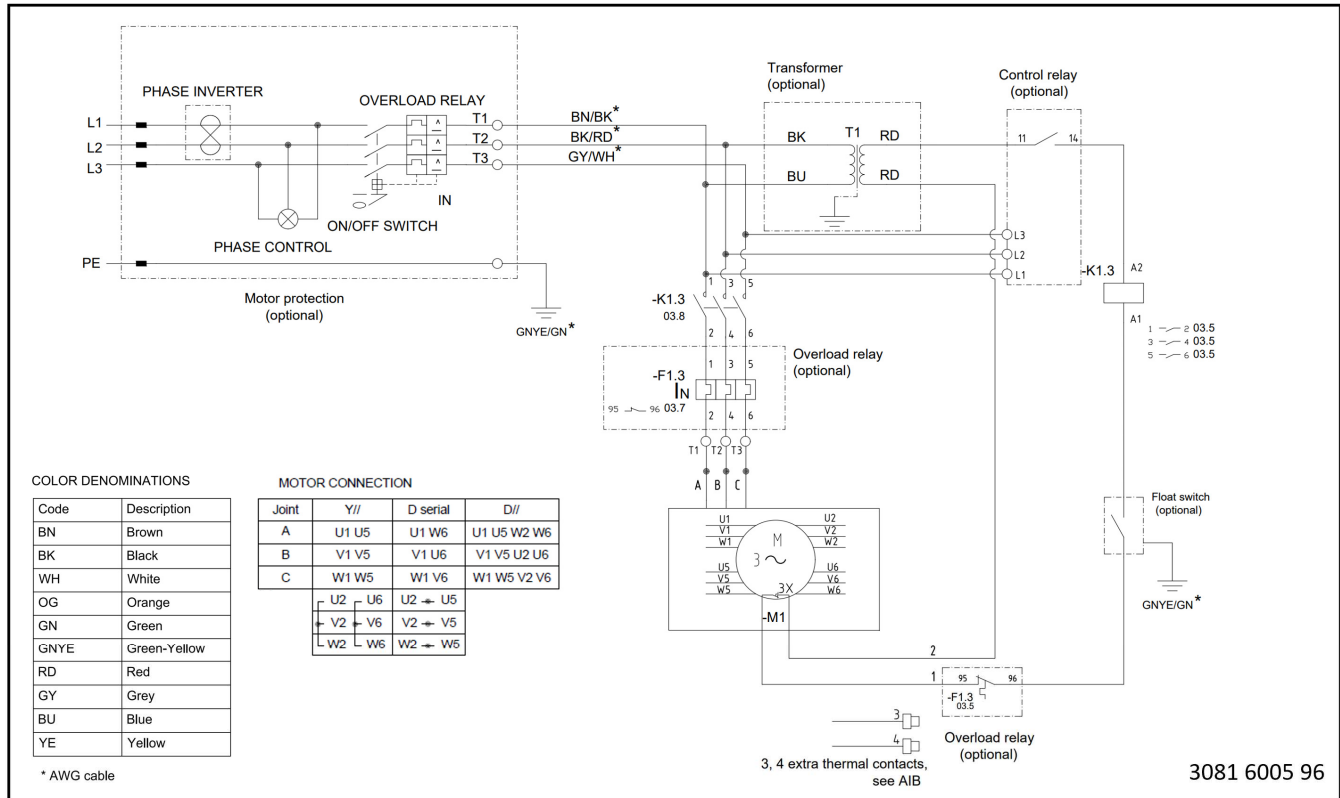 PHASE INVERTER
OVERLOAD RELAY
L1
L2
L3
T1
T2
T3
BN/BK*
BK/RD*
GY/WH*
IN
ON/OFF SWITCH
PHASE CONTROL
PE
Motor protection
(optional)
GNYE/GN*
Transformer
(optional)
BK
T1
RD
BU
RD
Control relay
(optional)
11
14
L3
L2
L1
-K1.3
A2
A1
1 2 03.5
3 4 03.5
5 6 03.5
1 3 5
-K1.3
03.8
2 4 6
Overload relay
(optional)
1 3 5
-F1.3
IN
95 96 03.7
2 4 6
T1 T2 T3
A B C
U1 U2
V1 V2
W1 W2
M
3 ~
U5 U6
V5 V6
W5 W6
3X
-M1
2
1
95 96
-F1.3
03.5
Overload relay
(optional)
Float switch
(optional)
GNYE/GN*
3
4
3, 4 extra thermal contacts,
see AIB
COLOR DENOMINATIONS
Code Description
BN Brown
BK Black
WH White
OG Orange
GN Green
GNYE Green-Yellow
RD Red
GY Grey
BU Blue
YE Yellow
* AWG cable
MOTOR CONNECTION
Joint Y// D serial D//
A U1 U5 U1 W6 U1 U5 W2 W6
B V1 V5 V1 U6 V1 V5 U2 U6
C W1 W5 W1 V6 W1 W5 V2 V6
U2 U6 U2 U5
V2 V6 V2 V5
W2 W6 W2 W5
3081 6005 96